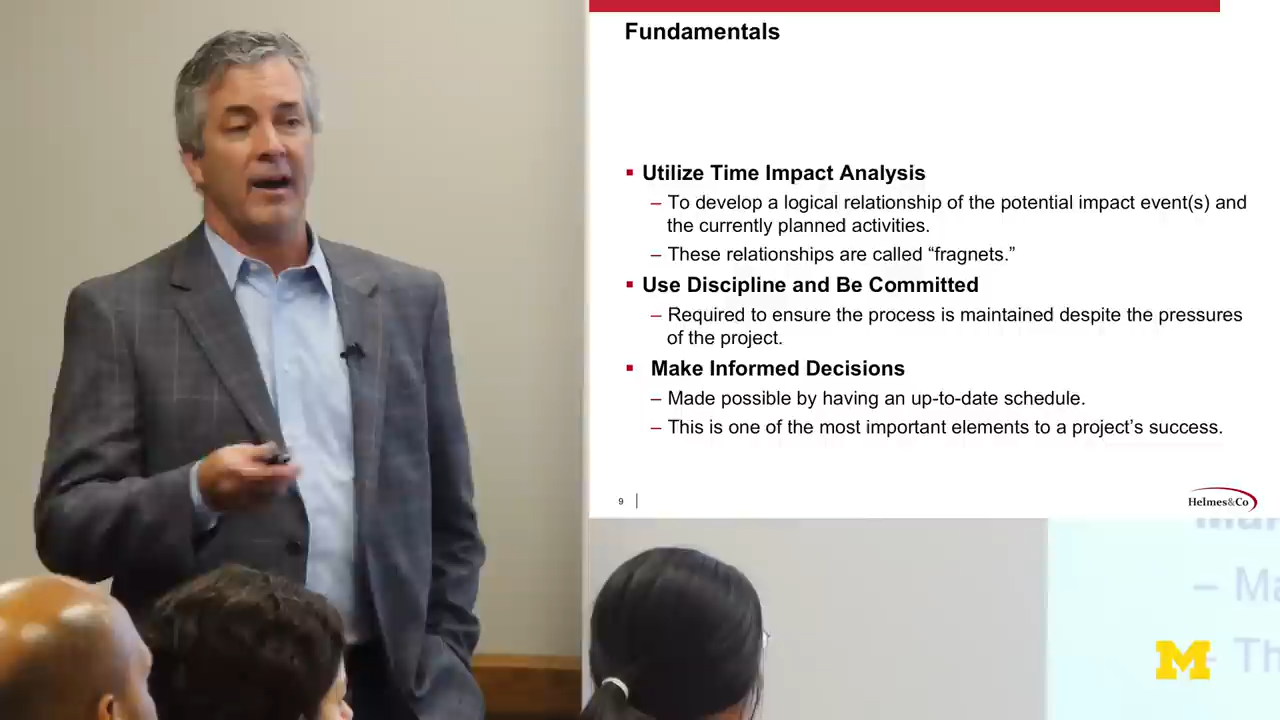 Fundamentals
▪ Utilize Time Impact Analysis
– To develop a logical relationship of the potential impact event(s) and
the currently planned activities.
– These relationships are called “fragnets.”
▪ Use Discipline and Be Committed
– Required to ensure the process is maintained despite the pressures
of the project.
▪ Make Informed Decisions
– Made possible by having an up-to-date schedule.
– This is one of the most important elements to a project’s success.
9
Helmes&Co
– Ma
– Th
M